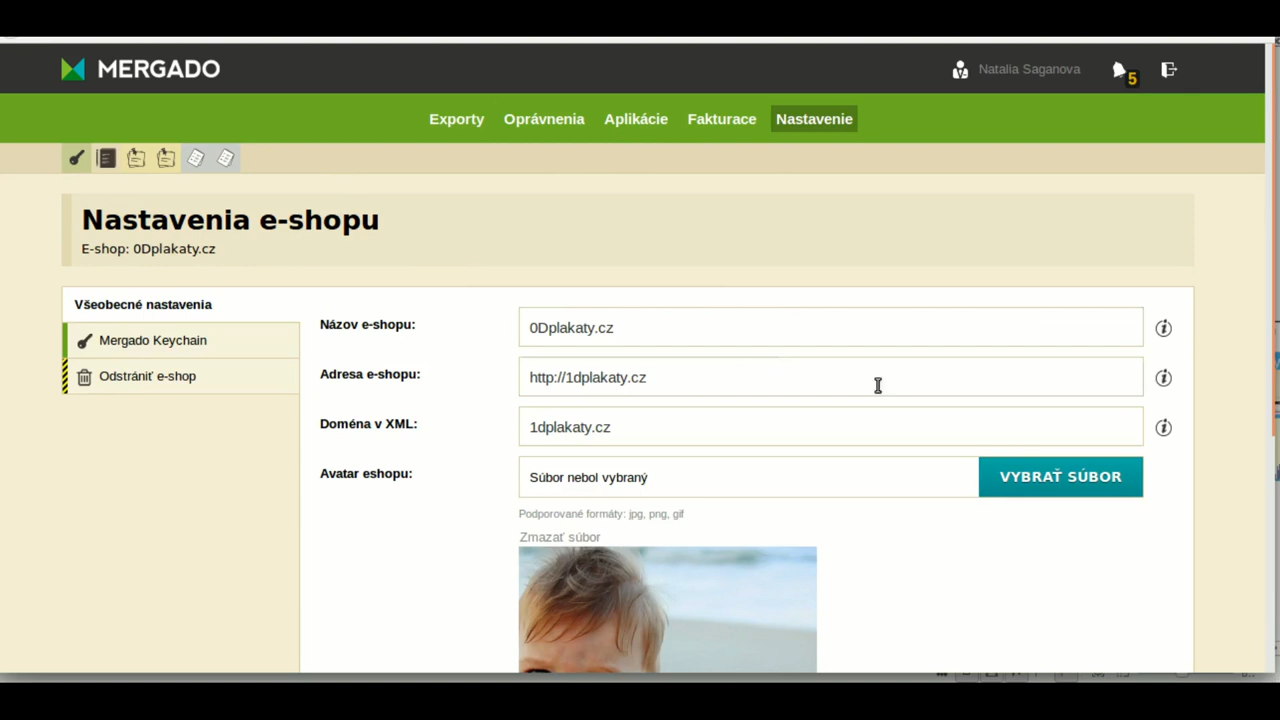 MERGADO
Natalia Saganova
5
Exporty Oprávnenia Aplikácie Fakturace Nastavenie
Nastavenia e-shopu
E-shop: 0Dplakaty.cz
Všeobecné nastavenia
Mergado Keychain
Odstrániť e-shop
Názov e-shopu: 0Dplakaty.cz
Adresa e-shopu: http://1dplakaty.cz
Doména v XML: 1dplakaty.cz
Avatar eshopu: Súbor nebol vybraný VYBRAŤ SÚBOR
Podporované formáty: jpg, png, gif
Zmazať súbor